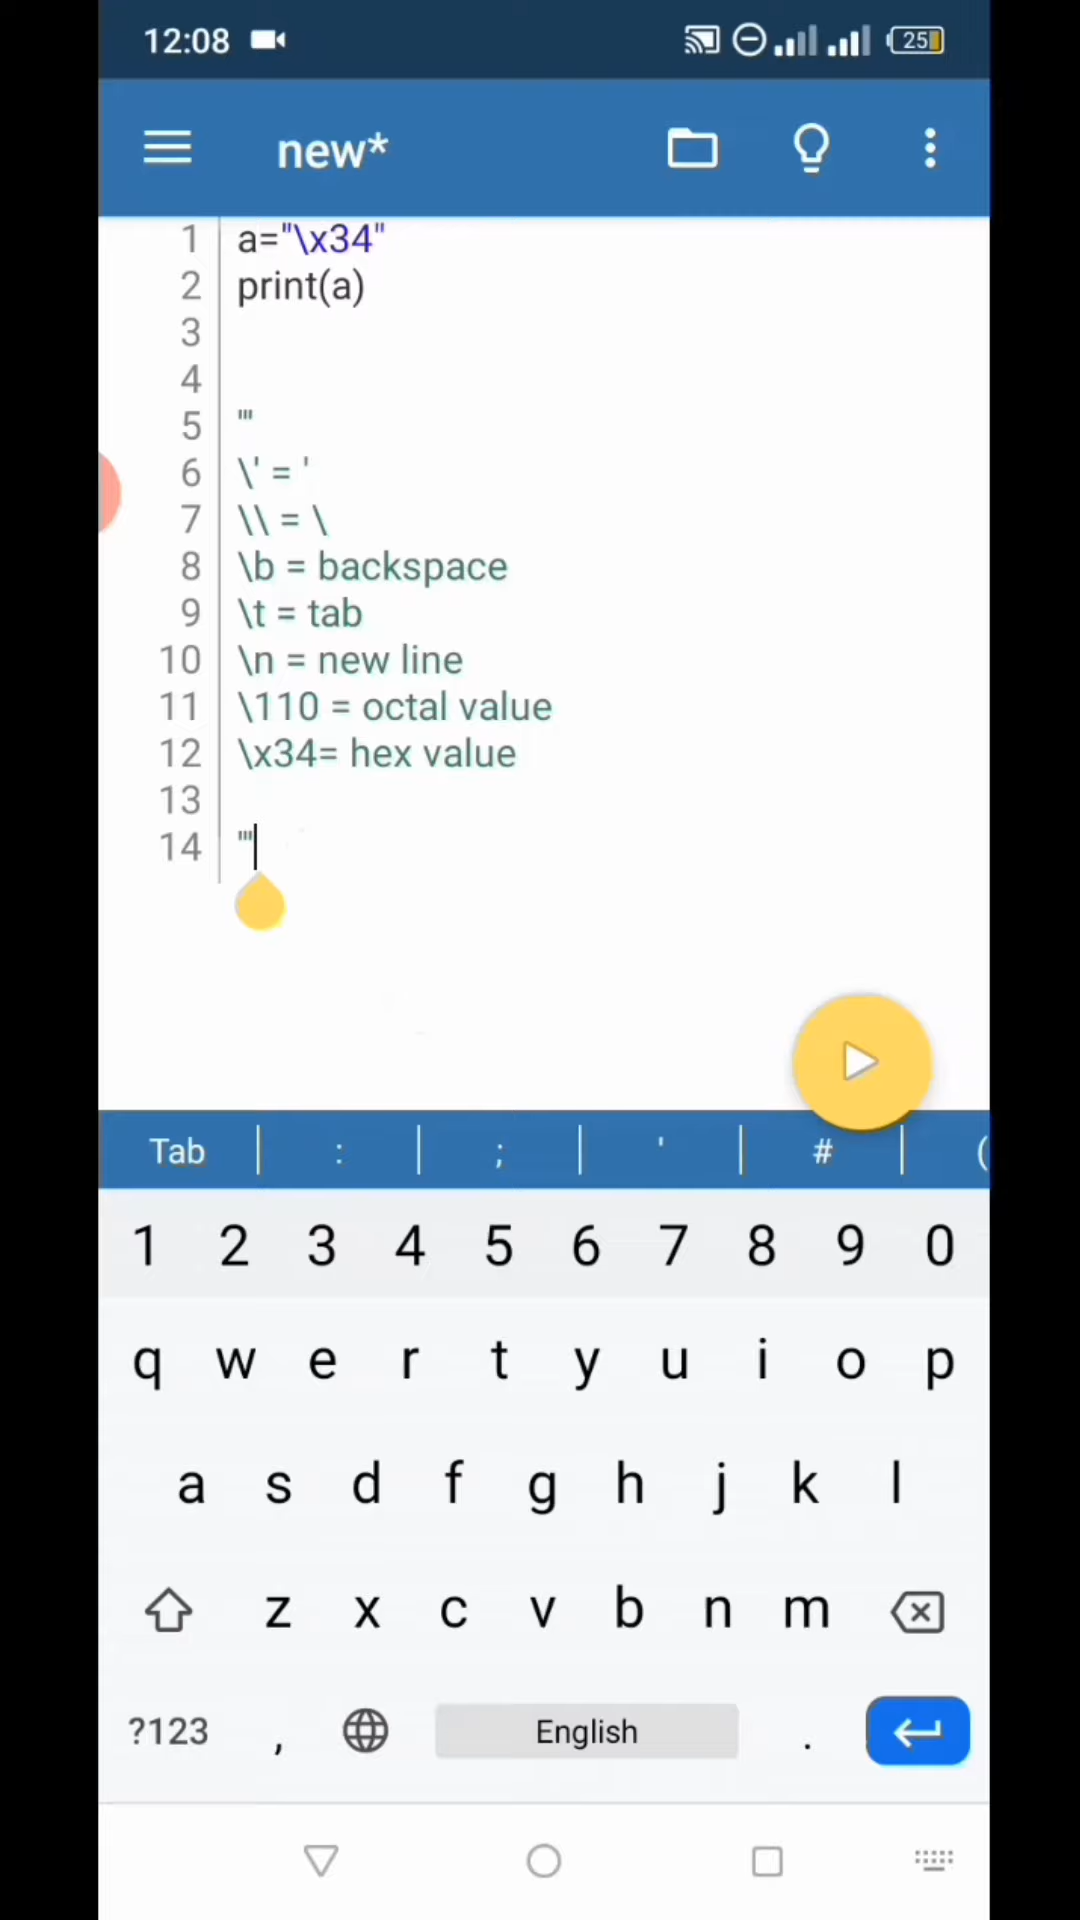 12:08 25
new*
1 a="\x34"
2 print(a)
3
4
5 '''
6 \' = '
7 \\ = \
8 \b = backspace
9 \t = tab
10 \n = new line
11 \110 = octal value
12 \x34= hex value
13
14 '''
Tab : ; ' # (
1 2 3 4 5 6 7 8 9 0
q w e r t y u i o p
a s d f g h j k l
z x c v b n m
?123 , English .